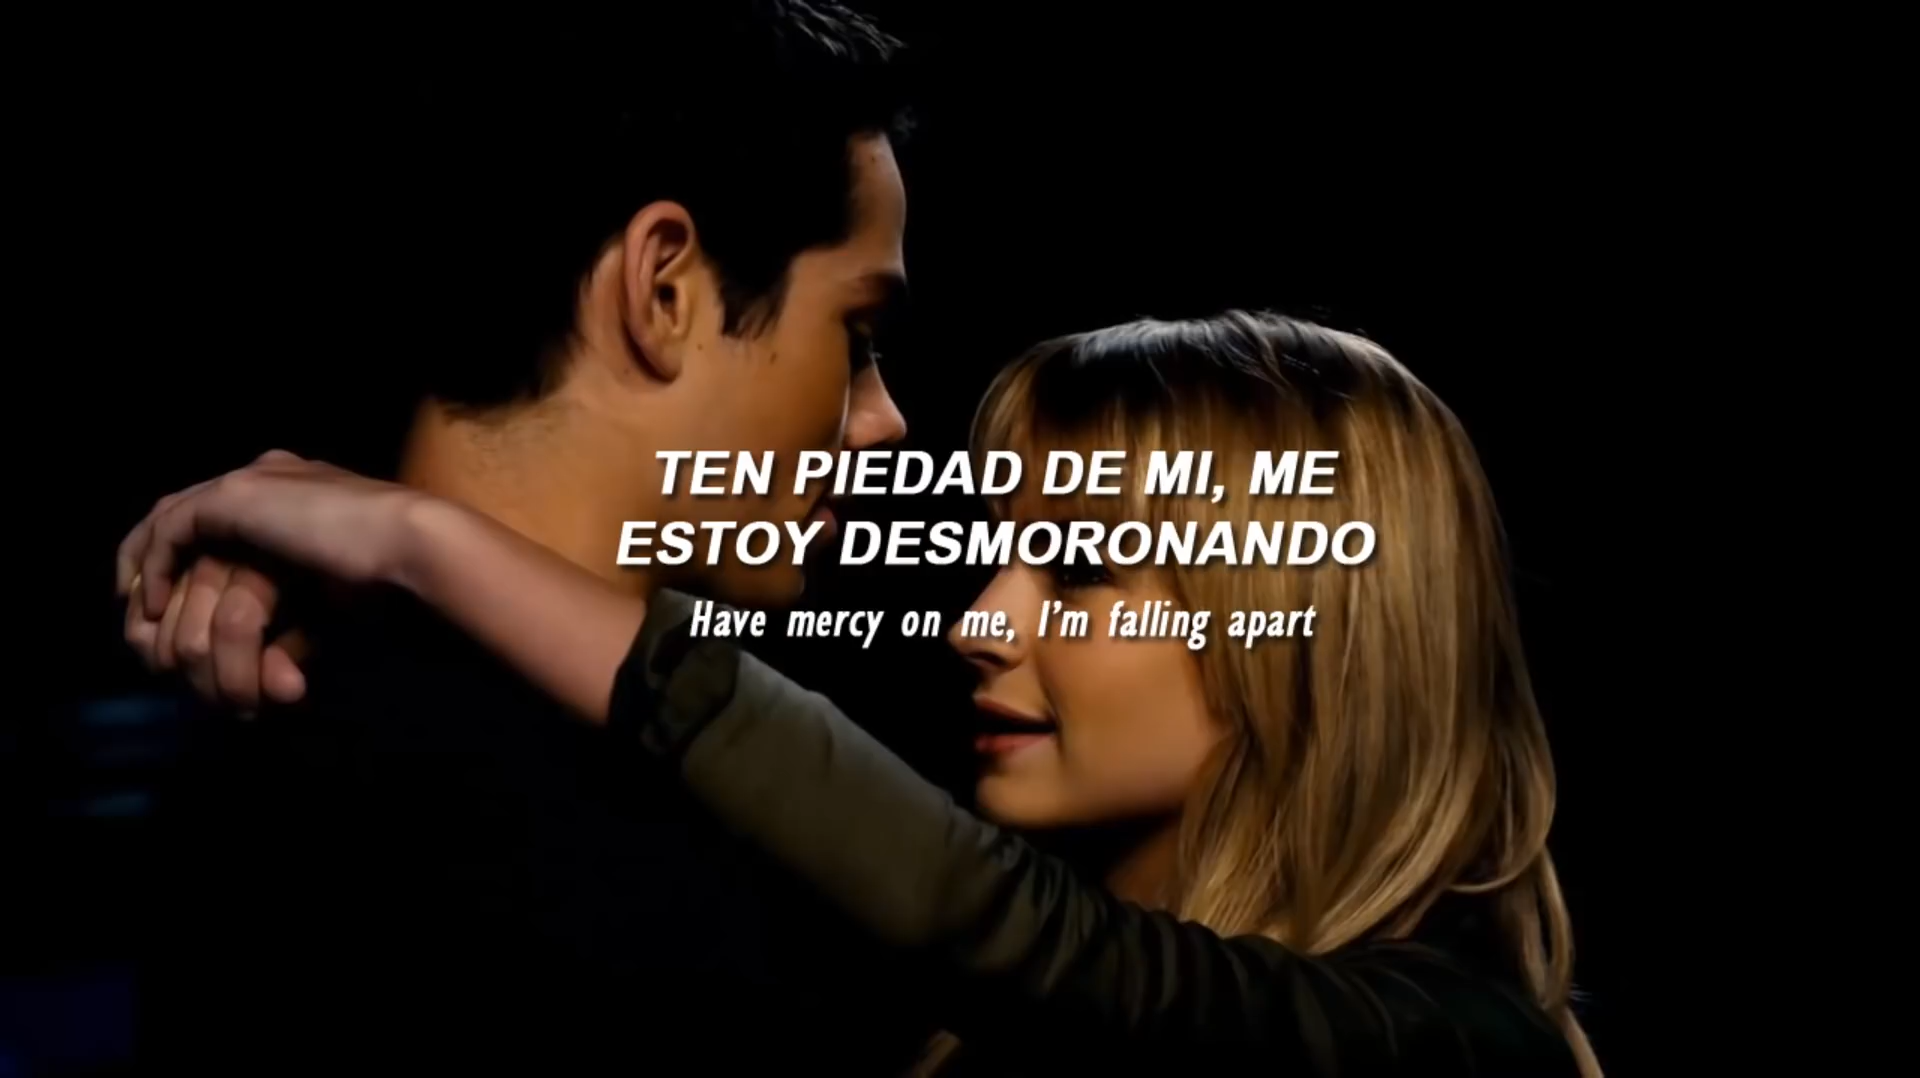 TEN PIEDAD DE MI, ME
ESTOY DESMORONANDO
Have mercy on me, I'm falling apart